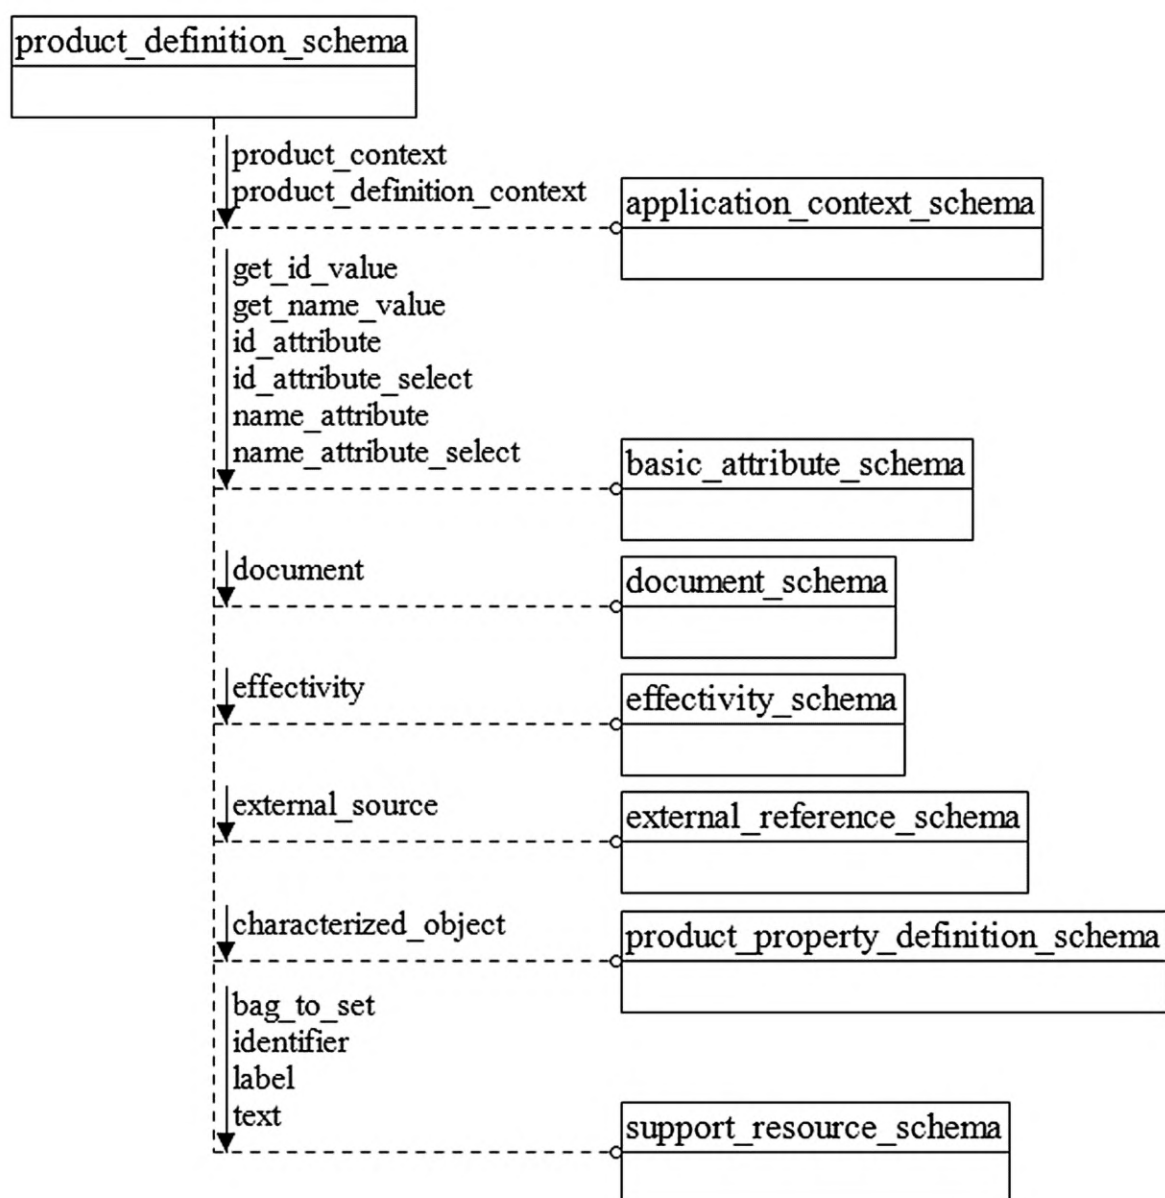 product_definition_schema
product_context
product_definition_context
application_context_schema
get_id_value
get_name_value
id_attribute
id_attribute_select
name_attribute
name_attribute_select
basic_attribute_schema
document
document_schema
effectivity
effectivity_schema
external_source
external_reference_schema
characterized_object
product_property_definition_schema
bag_to_set
identifier
label
text
support_resource_schema